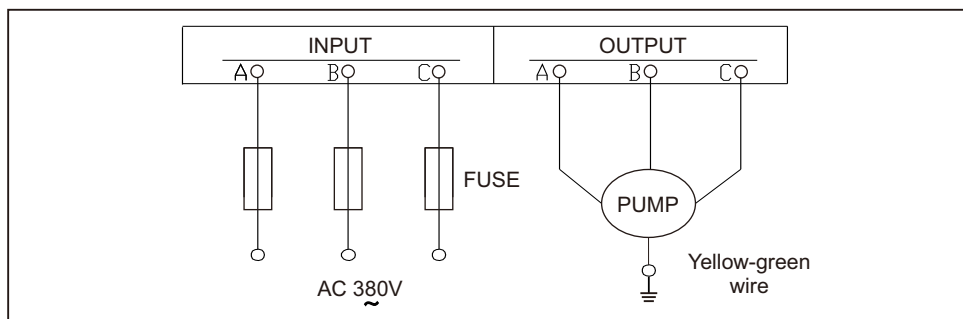 INPUT
OUTPUT
A B C
A B C
FUSE
PUMP
Yellow-green
wire
AC 380V
~